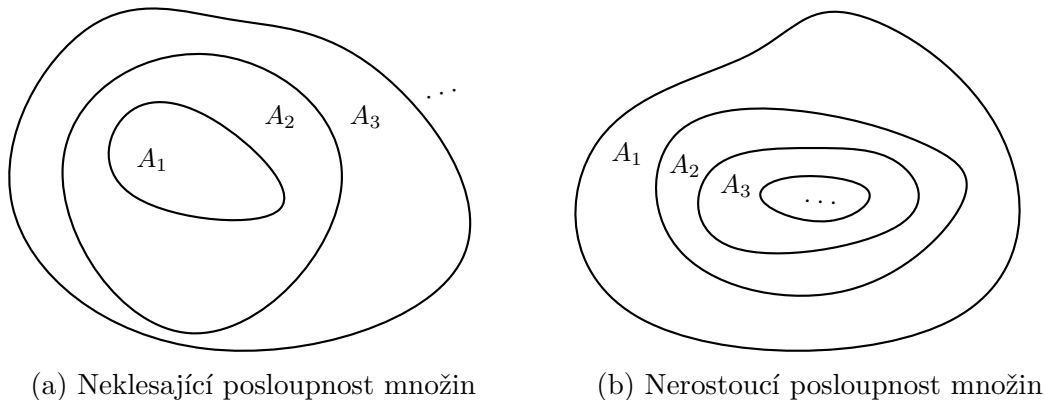 A₁
A₂
A₃
...
A₁
A₂
A₃
...
(a) Neklesající posloupnost množin
(b) Nerostoucí posloupnost množin